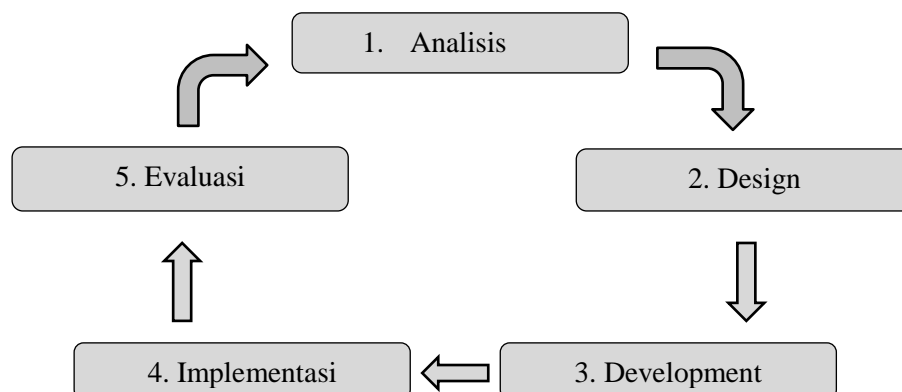 1. Analisis
2. Design
3. Development
4. Implementasi
5. Evaluasi